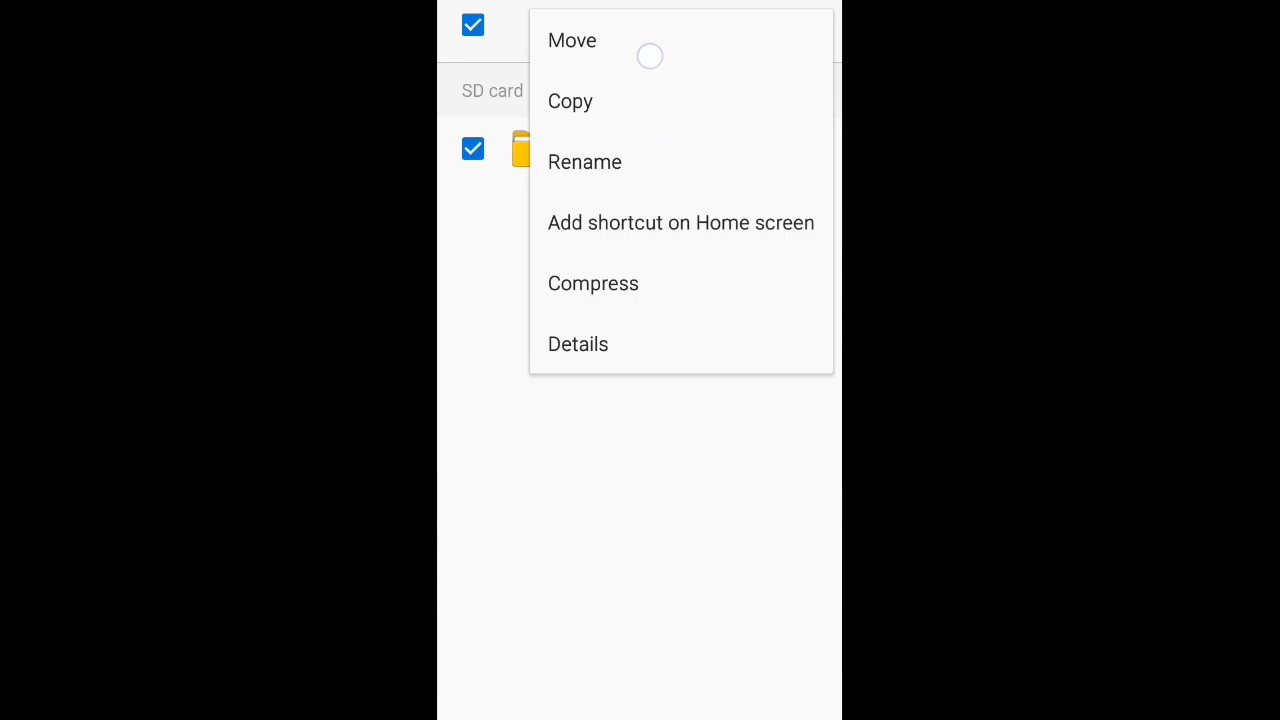 Move
SD card
Copy
Rename
Add shortcut on Home screen
Compress
Details